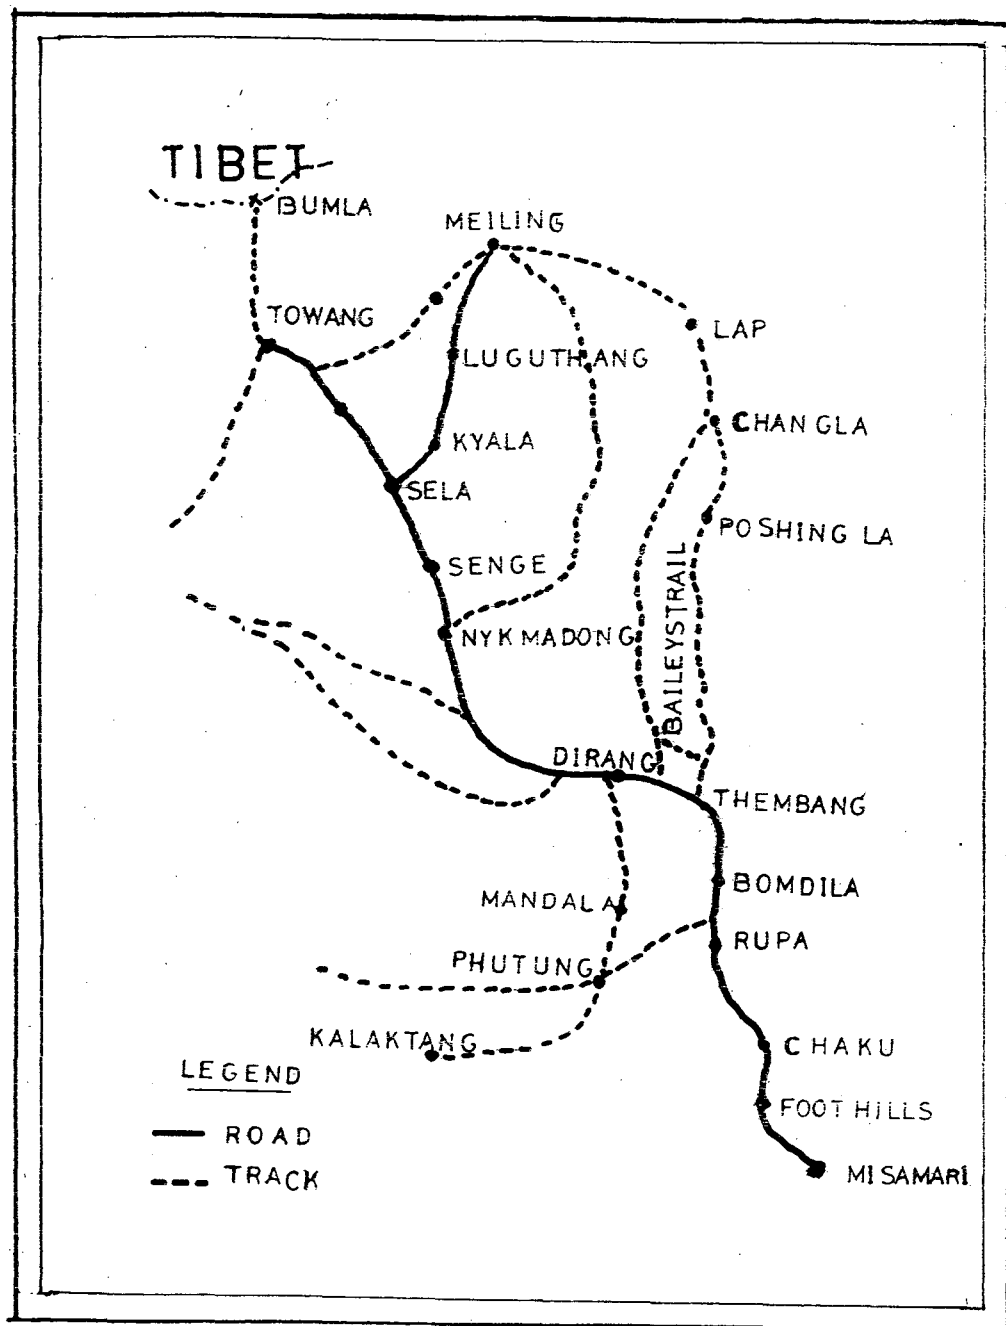 TIBET
BUMLA
MEILING
TOWANG
LAP
LUGUTHANG
CHANGLA
KYALA
SELA
POSHING LA
SENGE
BAILEYSTRAIL
NYKMADONG
DIRANG
THEMBANG
BOMDILA
MANDALA
RUPA
PHUTUNG
KALAKTANG
CHAKU
LEGEND
FOOT HILLS
ROAD
TRACK
MISAMARI